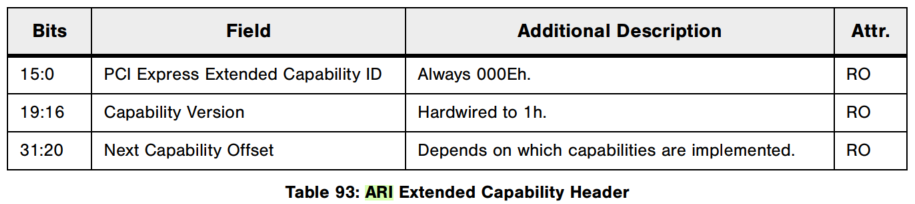 Bits Field Additional Description Attr.
15:0 PCI Express Extended Capability ID Always 000Eh. RO
19:16 Capability Version Hardwired to 1h. RO
31:20 Next Capability Offset Depends on which capabilities are implemented. RO
Table 93: ARI Extended Capability Header